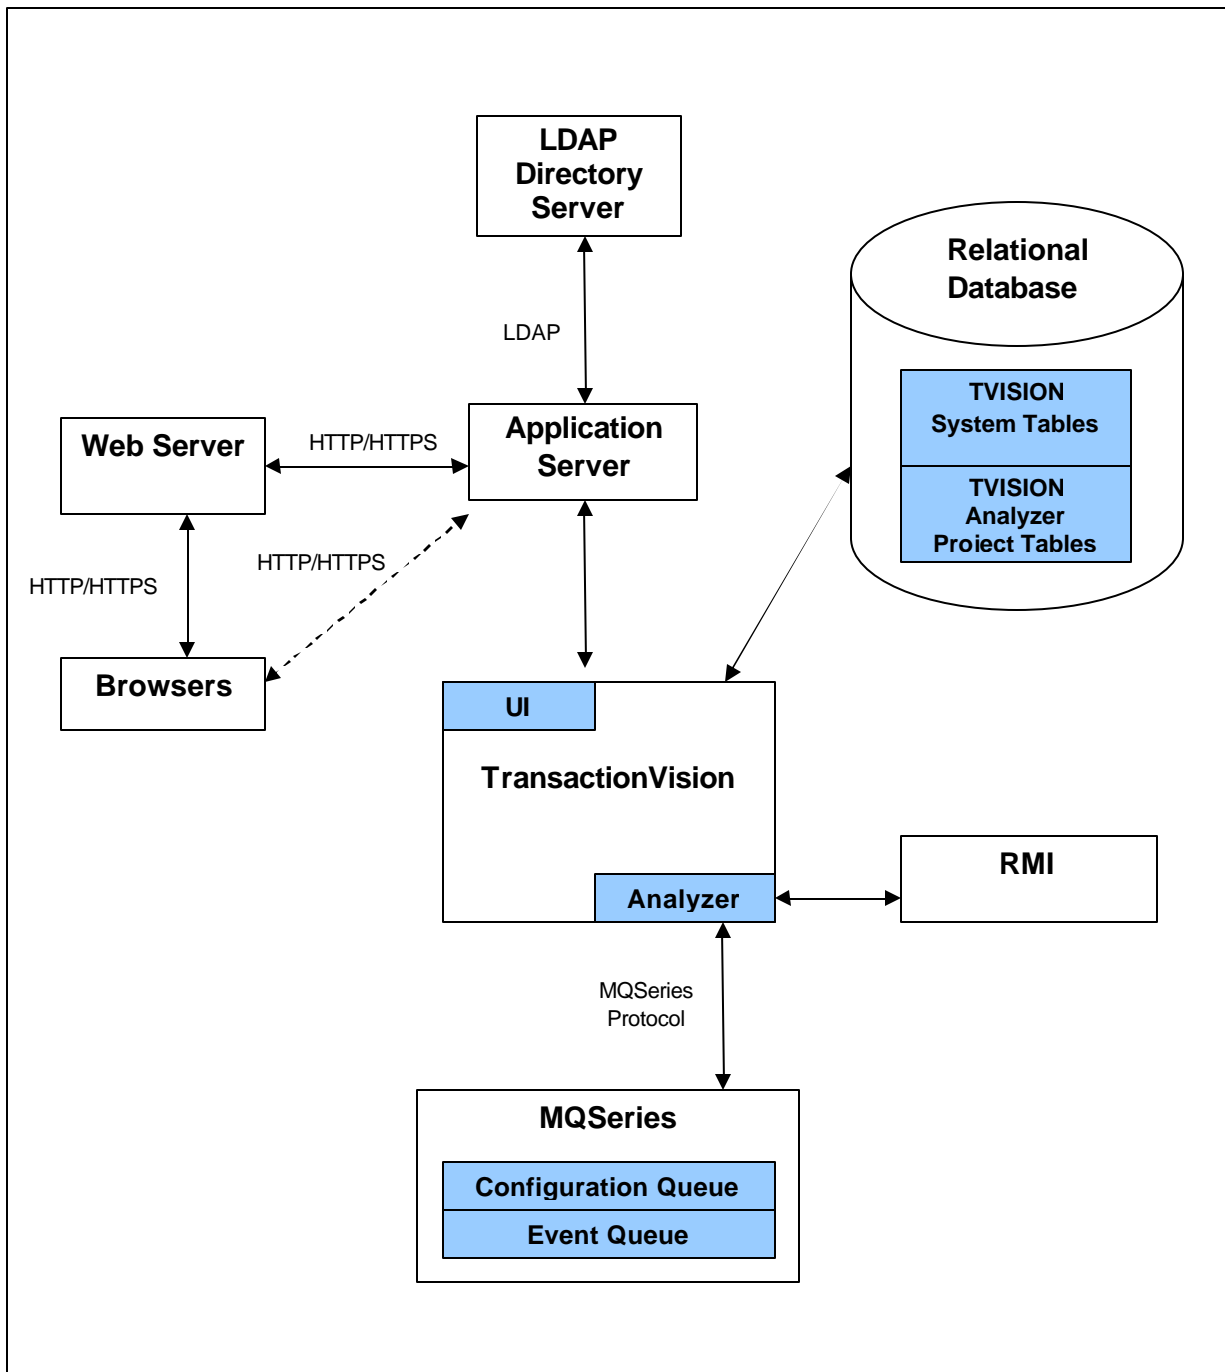 LDAP
Directory
Server
Relational
Database
LDAP
TVISION
System Tables
Web Server
HTTP/HTTPS
Application
Server
TVISION
Analyzer
Project Tables
HTTP/HTTPS
HTTP/HTTPS
Browsers
UI
TransactionVision
RMI
Analyzer
MQSeries
Protocol
MQSeries
Configuration Queue
Event Queue